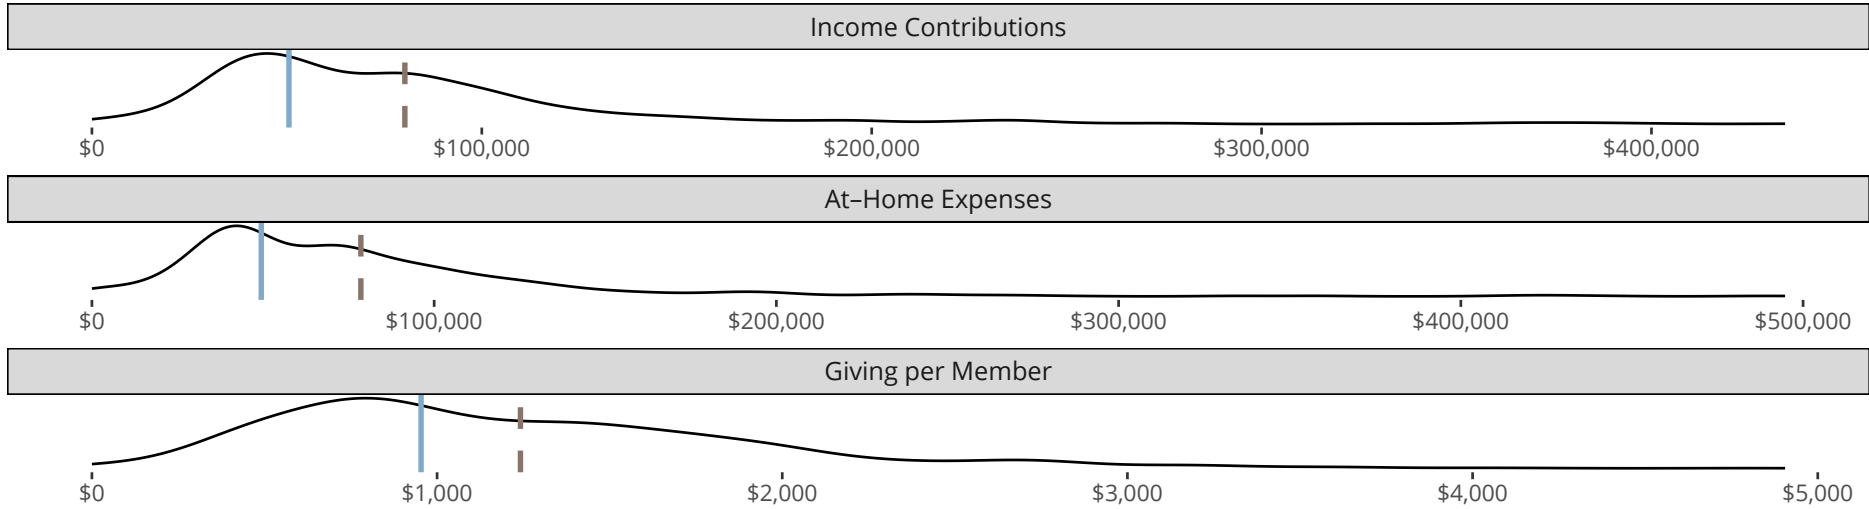 Income Contributions
$0 $100,000 $200,000 $300,000 $400,000
At–Home Expenses
$0 $100,000 $200,000 $300,000 $400,000 $500,000
Giving per Member
$0 $1,000 $2,000 $3,000 $4,000 $5,000